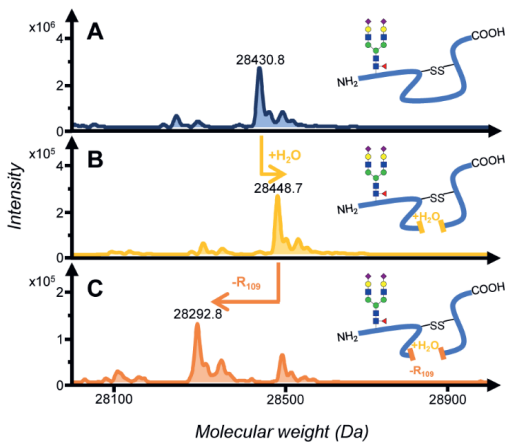 x10⁶
A
4
2
0
28430.8
NH₂
SS
COOH
x10⁵
B
4
2
0
+H₂O
28448.7
NH₂
SS
COOH
+H₂O
x10⁵
C
2
1
0
-R₁₀₉
28292.8
NH₂
SS
COOH
+H₂O
-R₁₀₉
Intensity
28100
28500
28900
Molecular weight (Da)